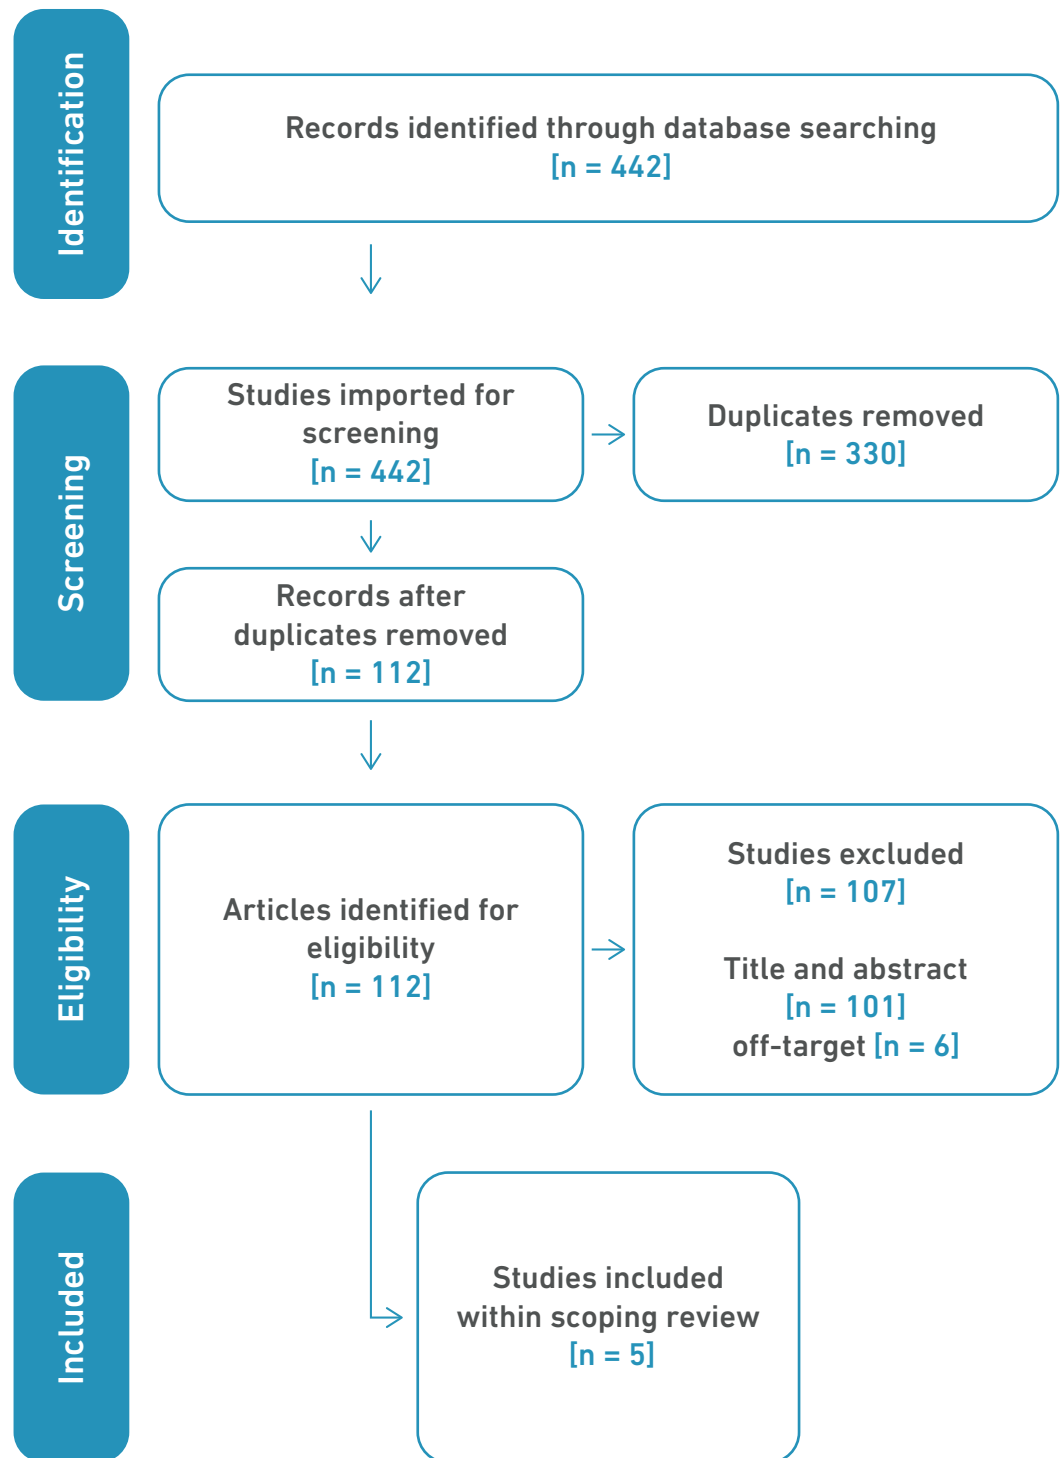 Identification
Records identified through database searching
[n = 442]
Screening
Studies imported for
screening
[n = 442]
Duplicates removed
[n = 330]
Records after
duplicates removed
[n = 112]
Eligibility
Articles identified for
eligibility
[n = 112]
Studies excluded
[n = 107]
Title and abstract
[n = 101]
off-target [n = 6]
Included
Studies included
within scoping review
[n = 5]